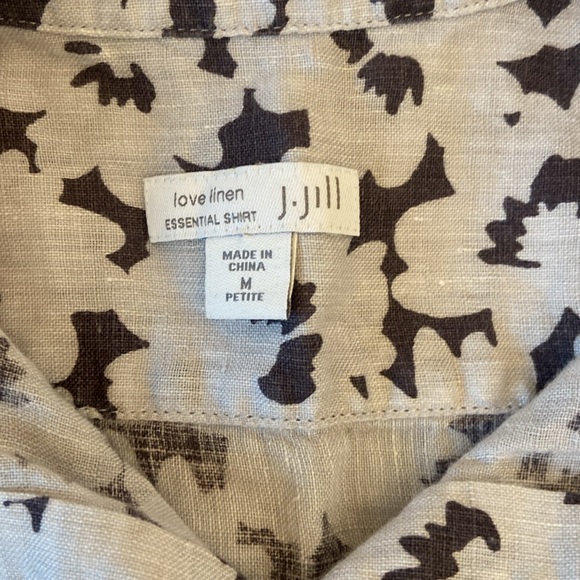 love linen
ESSENTIAL SHIRT
J.Jill
MADE IN
CHINA
M
PETITE